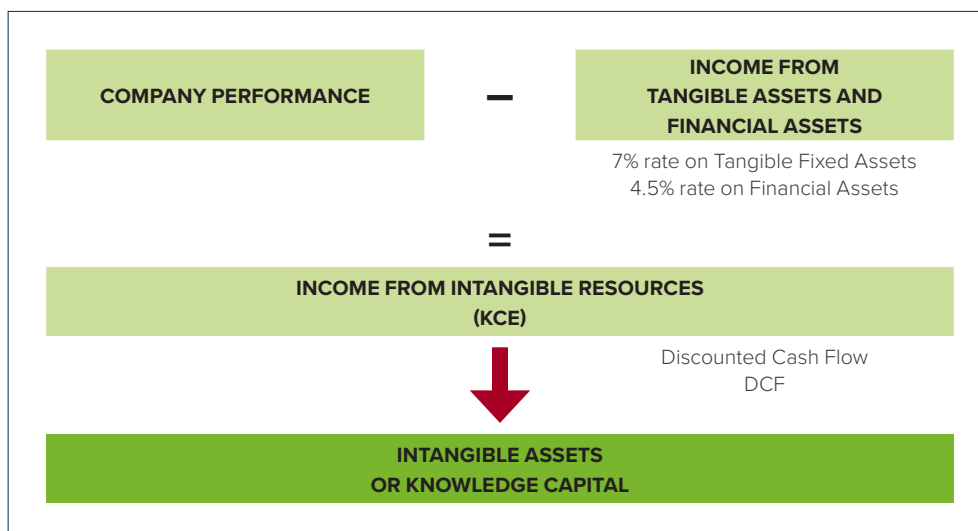 COMPANY PERFORMANCE
–
INCOME FROM
TANGIBLE ASSETS AND
FINANCIAL ASSETS
7% rate on Tangible Fixed Assets
4.5% rate on Financial Assets
=
INCOME FROM INTANGIBLE RESOURCES
(KCE)
Discounted Cash Flow
DCF
INTANGIBLE ASSETS
OR KNOWLEDGE CAPITAL